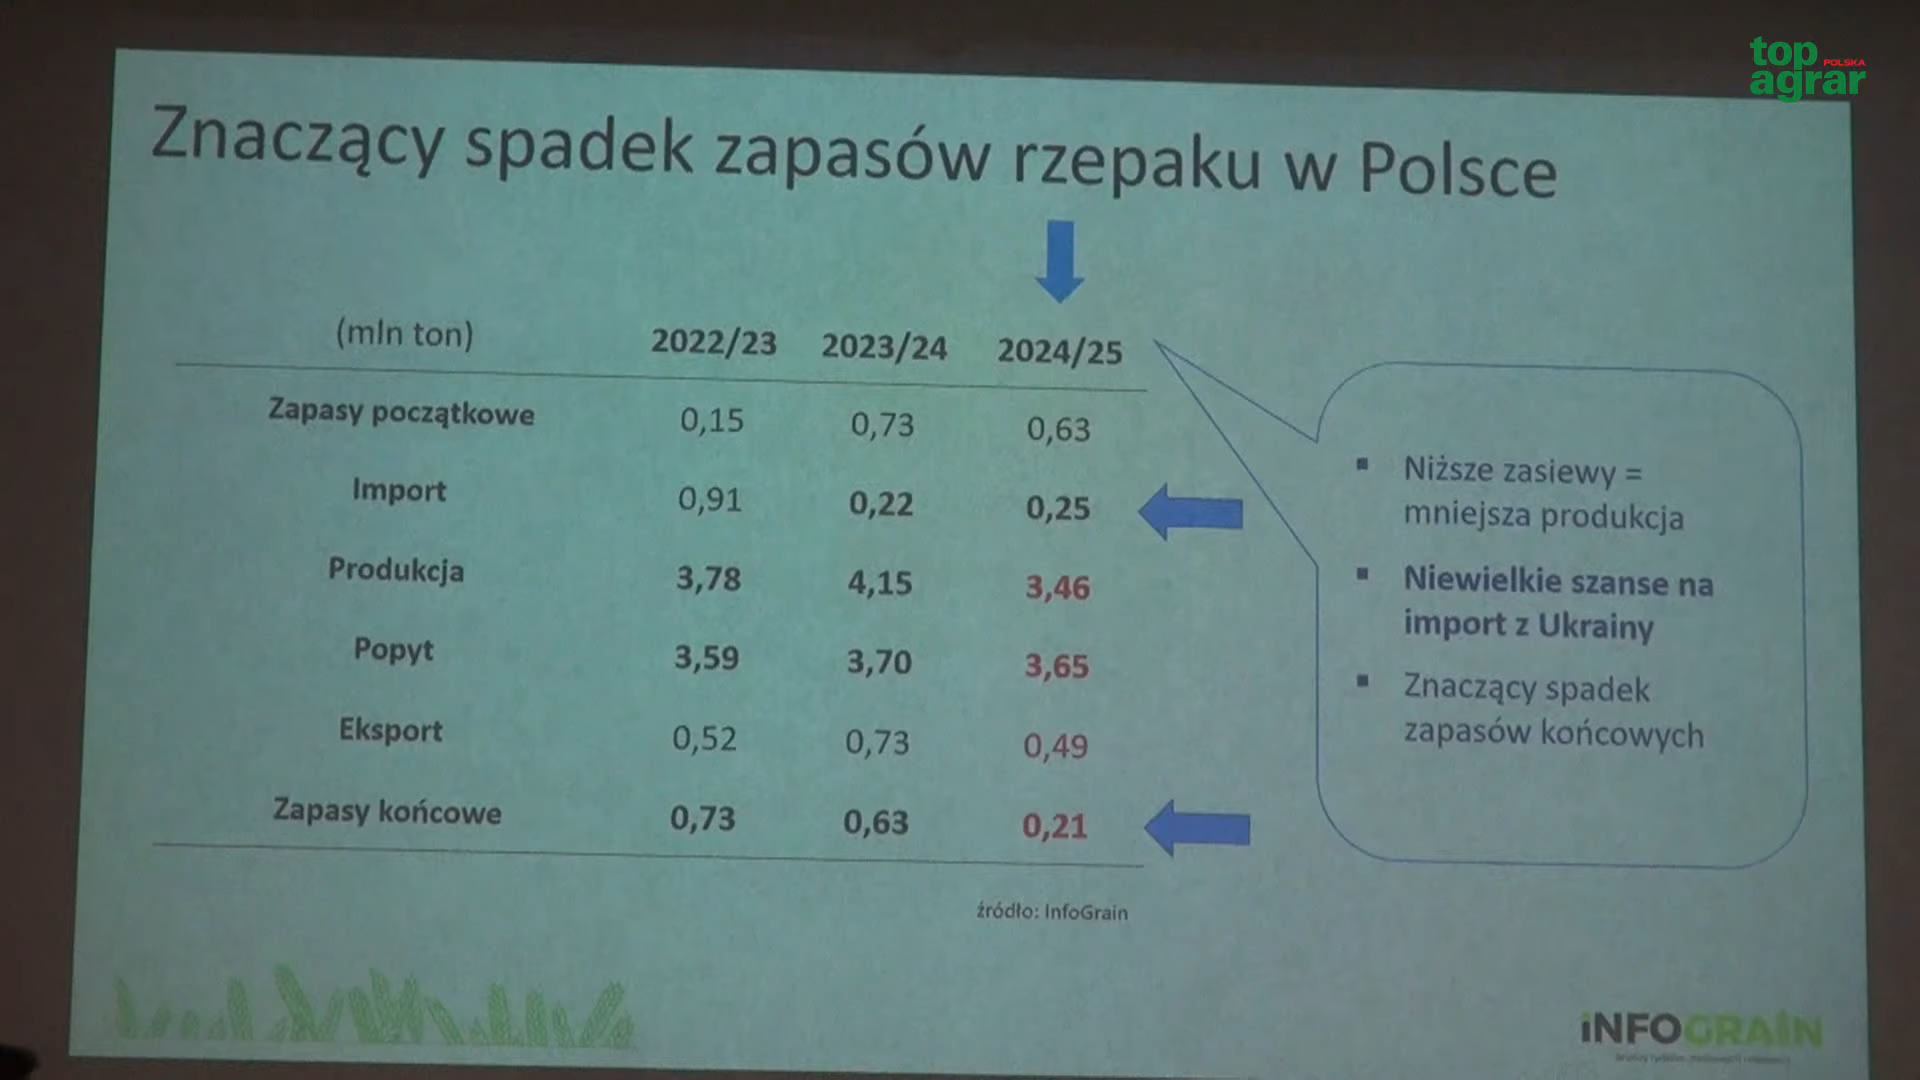 top
POLSKA
agrar
Znaczący spadek zapasów rzepaku w Polsce
(mln ton) 2022/23 2023/24 2024/25
Zapasy początkowe 0,15 0,73 0,63
Import 0,91 0,22 0,25
Produkcja 3,78 4,15 3,46
Popyt 3,59 3,70 3,65
Eksport 0,52 0,73 0,49
Zapasy końcowe 0,73 0,63 0,21
źródło: InfoGrain
▪ Niższe zasiewy =
mniejsza produkcja
▪ Niewielkie szanse na
import z Ukrainy
▪ Znaczący spadek
zapasów końcowych
iNFOGRAIN